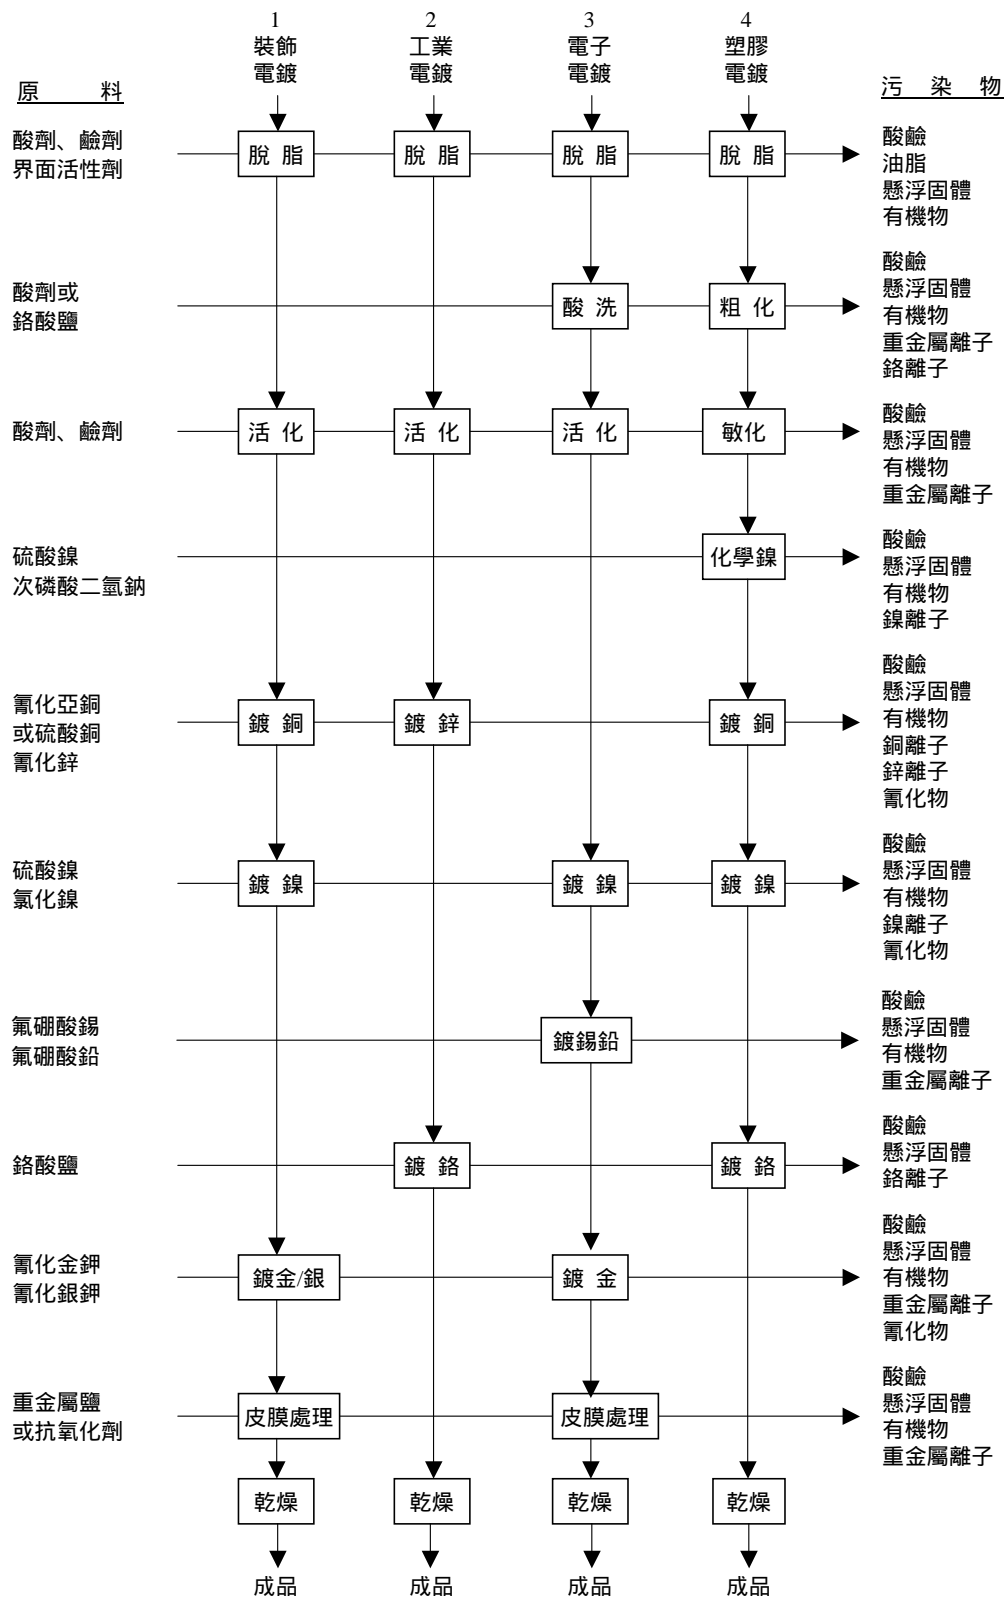 1
2
3
4
裝飾
工業
電子
塑膠
電鍍
電鍍
電鍍
電鍍
原 料
污 染 物
酸劑、鹼劑
界面活性劑
脫 脂
脫 脂
脫 脂
脫 脂
酸鹼
油脂
懸浮固體
有機物
酸劑或
鉻酸鹽
酸 洗
粗 化
酸鹼
懸浮固體
有機物
重金屬離子
鉻離子
酸劑、鹼劑
活 化
活 化
活 化
敏化
酸鹼
懸浮固體
有機物
重金屬離子
硫酸鎳
次磷酸二氫鈉
化學鎳
酸鹼
懸浮固體
有機物
鎳離子
氰化亞銅
或硫酸銅
氰化鋅
鍍 銅
鍍 鋅
鍍 銅
酸鹼
懸浮固體
有機物
銅離子
鋅離子
氰化物
硫酸鎳
氯化鎳
鍍 鎳
鍍 鎳
鍍 鎳
酸鹼
懸浮固體
有機物
鎳離子
氰化物
氟硼酸錫
氟硼酸鉛
鍍錫鉛
酸鹼
懸浮固體
有機物
重金屬離子
鉻酸鹽
鍍 鉻
鍍 鉻
酸鹼
懸浮固體
鉻離子
氰化金鉀
氰化銀鉀
鍍金/銀
鍍 金
酸鹼
懸浮固體
有機物
重金屬離子
氰化物
重金屬鹽
或抗氧化劑
皮膜處理
皮膜處理
酸鹼
懸浮固體
有機物
重金屬離子
乾燥
乾燥
乾燥
乾燥
成品
成品
成品
成品